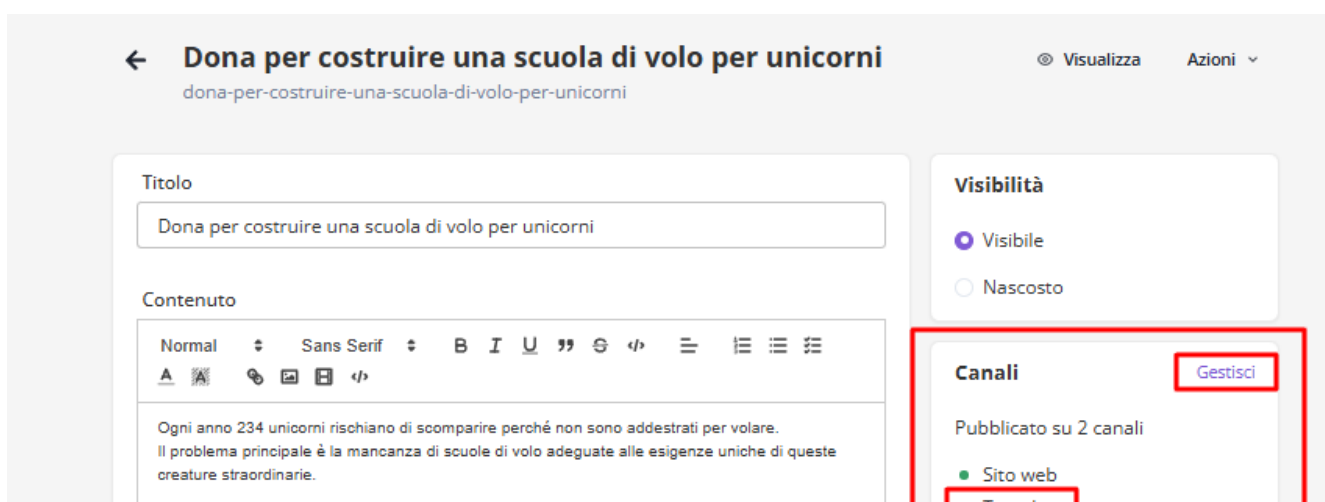 Dona per costruire una scuola di volo per unicorni
Visualizza
Azioni
dona-per-costruire-una-scuola-di-volo-per-unicorni
Titolo
Dona per costruire una scuola di volo per unicorni
Contenuto
Normal
Sans Serif
Ogni anno 234 unicorni rischiano di scomparire perché non sono addestrati per volare.
Il problema principale è la mancanza di scuole di volo adeguate alle esigenze uniche di queste
creature straordinarie.
Visibilità
Visibile
Nascosto
Canali
Gestisci
Pubblicato su 2 canali
Sito web